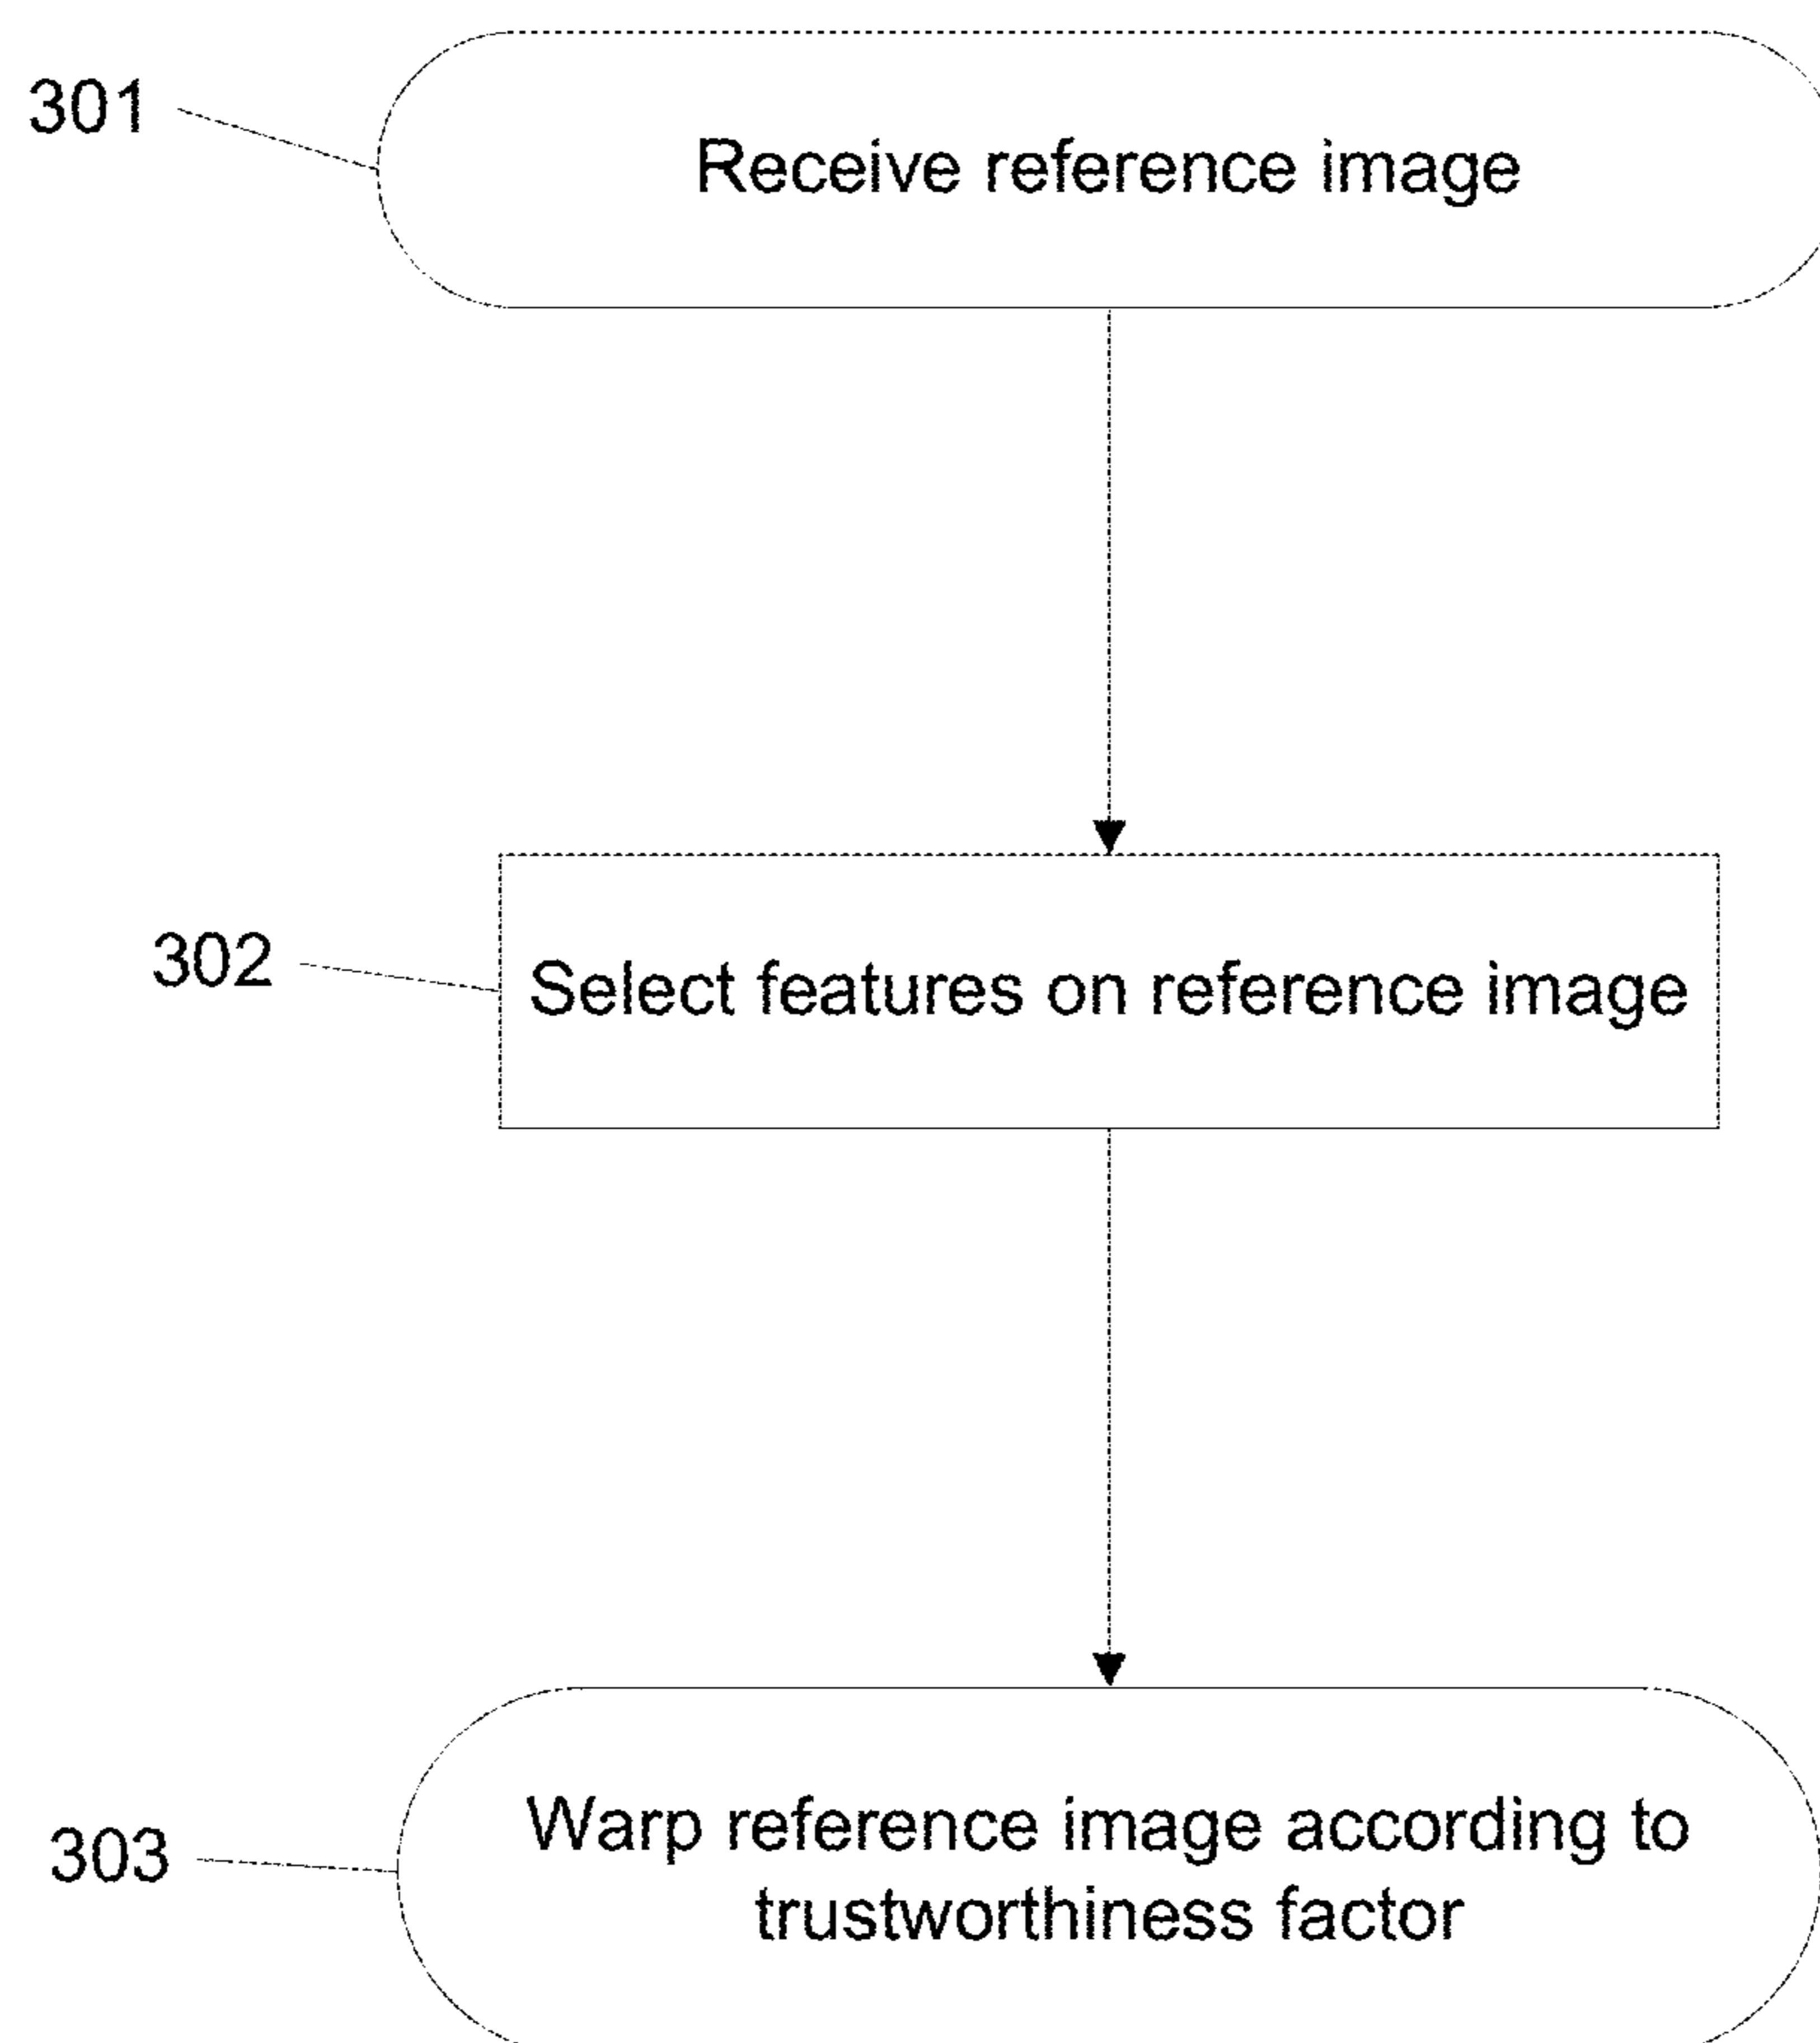 301
Receive reference image
302
Select features on reference image
303
Warp reference image according to
trustworthiness factor